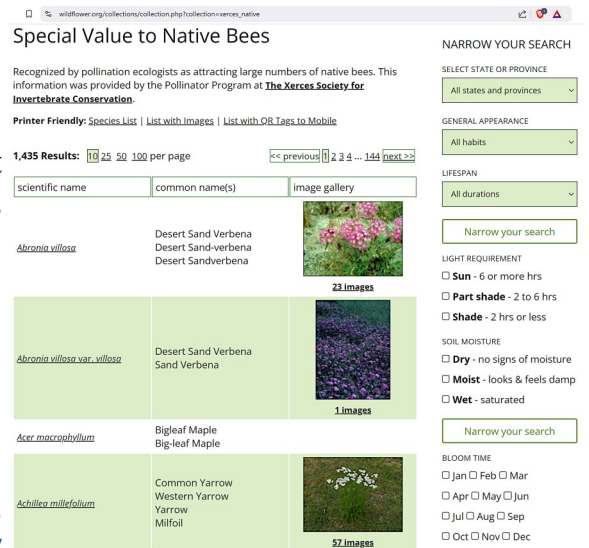 wildflower.org/collections/collection.php?collection=xerces_native
Special Value to Native Bees
Recognized by pollination ecologists as attracting large numbers of native bees. This
information was provided by the Pollinator Program at The Xerces Society for
Invertebrate Conservation.
Printer Friendly: Species List | List with Images | List with QR Tags to Mobile
1,435 Results: 10 25 50 100 per page
<< previous 1 2 3 4 ... 144 next >>
scientific name common name(s) image gallery
Abronia villosa
Desert Sand Verbena
Desert Sand-verbena
Desert Sandverbena
23 images
Abronia villosa var. villosa
Desert Sand Verbena
Sand Verbena
1 images
Acer macrophyllum
Bigleaf Maple
Big-leaf Maple
Achillea millefolium
Common Yarrow
Western Yarrow
Yarrow
Milfoil
57 images
NARROW YOUR SEARCH
SELECT STATE OR PROVINCE
All states and provinces
GENERAL APPEARANCE
All habits
LIFESPAN
All durations
Narrow your search
LIGHT REQUIREMENT
Sun - 6 or more hrs
Part shade - 2 to 6 hrs
Shade - 2 hrs or less
SOIL MOISTURE
Dry - no signs of moisture
Moist - looks & feels damp
Wet - saturated
Narrow your search
BLOOM TIME
Jan Feb Mar
Apr May Jun
Jul Aug Sep
Oct Nov Dec